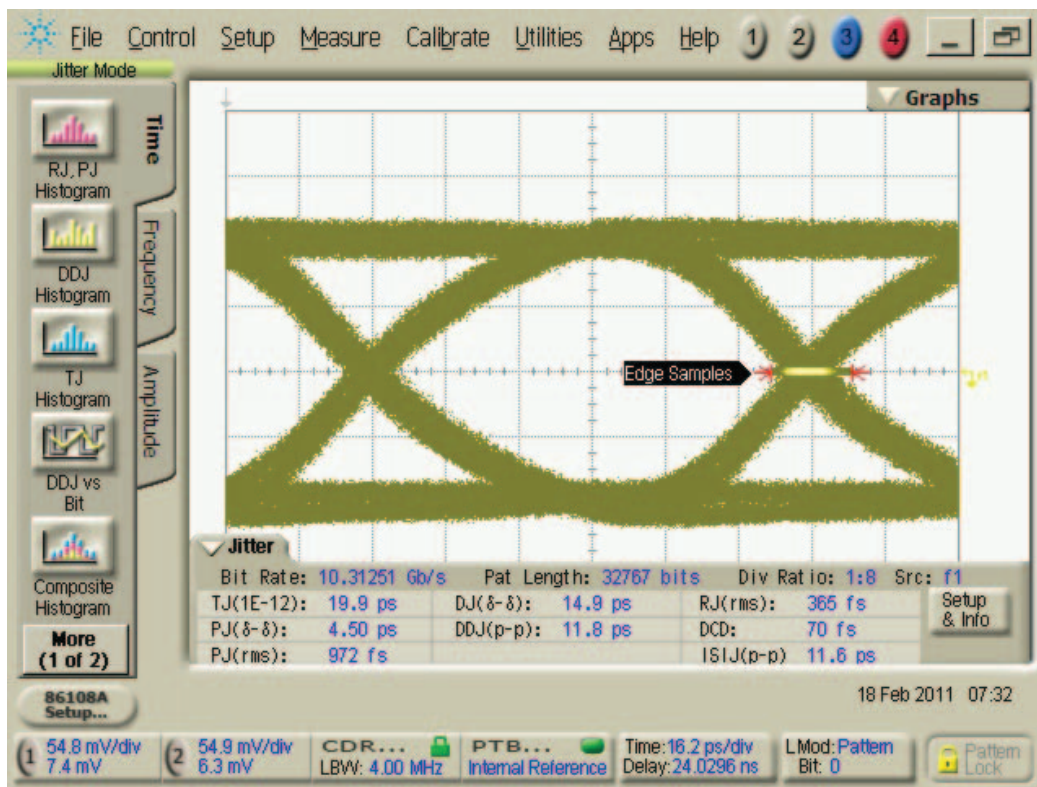 File Control Setup Measure Calibrate Utilities Apps Help 1 2 3 4
Jitter Mode
Graphs
Time
Frequency
Amplitude
RJ, PJ
Histogram
DDJ
Histogram
TJ
Histogram
DDJ vs
Bit
Composite
Histogram
More
(1 of 2)
86108A
Setup...
Edge Samples
Jitter
Bit Rate: 10.31251 Gb/s Pat Length: 32767 bits Div Ratio: 1:8 Src: f1
TJ(1E-12): 19.9 ps DJ(δ-δ): 14.9 ps RJ(rms): 365 fs
PJ(δ-δ): 4.50 ps DDJ(p-p): 11.8 ps DCD: 70 fs
PJ(rms): 972 fs ISIJ(p-p) 11.6 ps
Setup
& Info
18 Feb 2011 07:32
1 54.8 mV/div
7.4 mV
2 54.9 mV/div
6.3 mV
CDR...
LBW: 4.00 MHz
PTB...
Internal Reference
Time:16.2 ps/div
Delay:24.0296 ns
LMod:Pattern
Bit: 0
Pattern
Lock